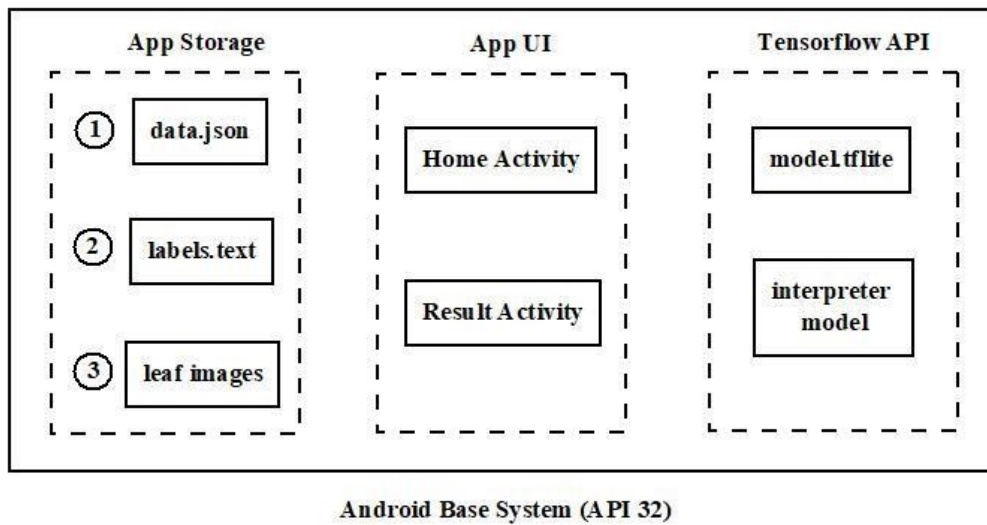 App Storage
App UI
Tensorflow API
1
data.json
Home Activity
model.tflite
2
labels.text
Result Activity
interpreter
model
3
leaf images
Android Base System (API 32)